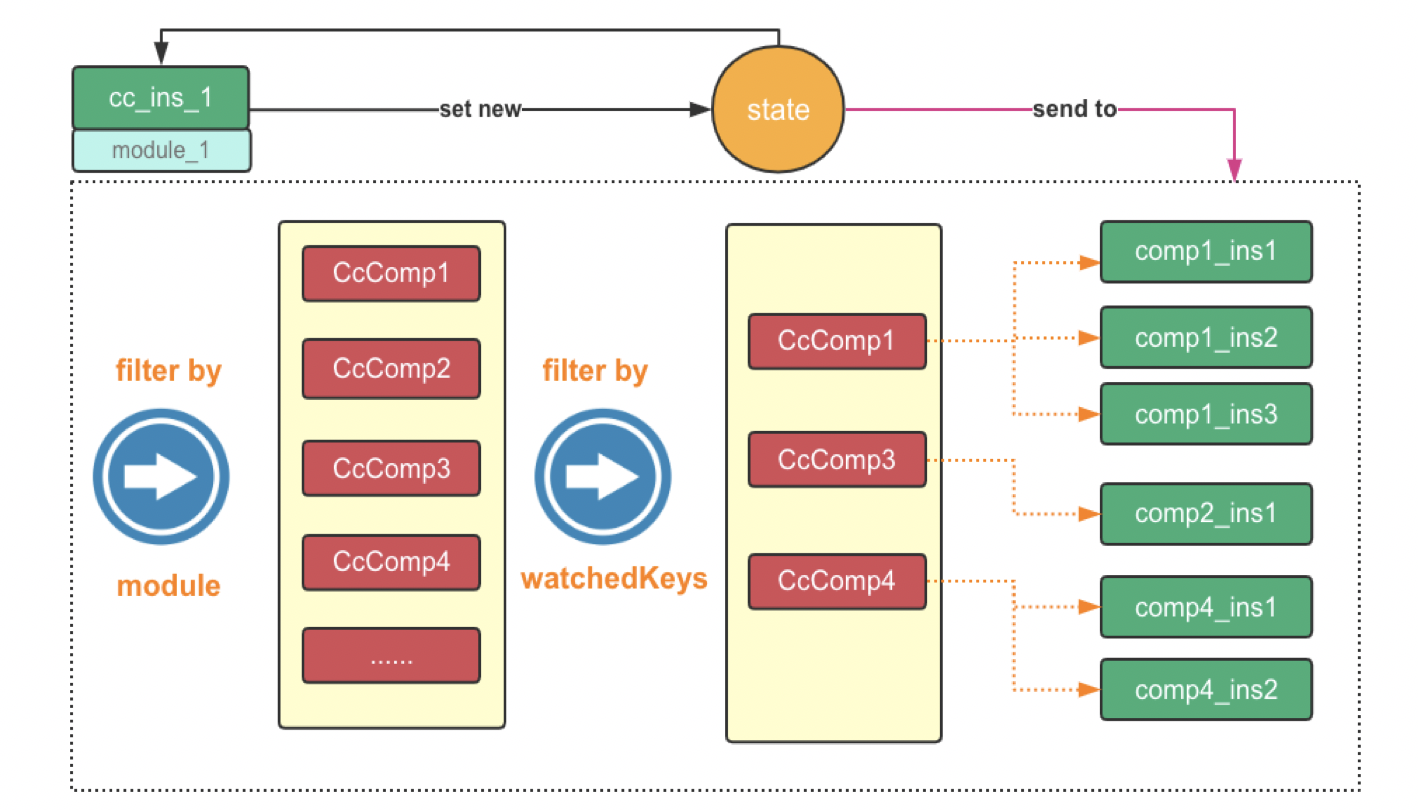 cc_ins_1
module_1
set new
state
send to
filter by
module
CcComp1
CcComp2
CcComp3
CcComp4
......
filter by
watchedKeys
CcComp1
CcComp3
CcComp4
comp1_ins1
comp1_ins2
comp1_ins3
comp2_ins1
comp4_ins1
comp4_ins2